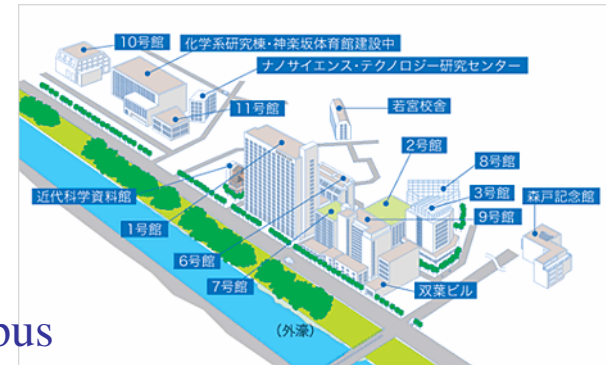 10号館
化学系研究棟・神楽坂体育館建設中
ナノサイエンス・テクノロジー研究センター
11号館
若宮校舎
2号館
8号館
近代科学資料館
3号館
森戸記念館
1号館
9号館
6号館
7号館
双葉ビル
(外濠)